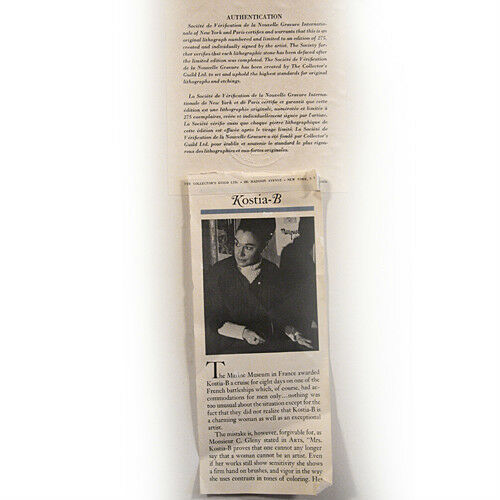 AUTHENTICATION
Société de Vérification de la Nouvelle Gravure Internatio-
nale of New York and Paris certifies and warrants that this is an
original lithograph numbered and limited to an edition of 275,
created and individually signed by the artist. The Society fur-
ther verifies that each lithographic stone has been defaced after
the limited edition was completed. The Société de Vérification
de la Nouvelle Gravure has been created by The Collector's
Guild Ltd. to set and uphold the highest standards for original
lithographs and etchings.
La Société de Vérification de la Nouvelle Gravure Interna-
tionale de New York et de Paris certifie et garantit que cette
édition est une lithographie originale, numérotée et limitée à
275 exemplaires, créée et individuellement signée par l'artiste.
La Société vérifie aussi que chaque pierre lithographique de
cette édition est effacée après le tirage limité. La Société de
Vérification de la Nouvelle Gravure a été fondé par Collector's
Guild Ltd. pour établir et soutenir le standard le plus rigou-
reux des lithographies et eau-fortes originales.
THE COLLECTOR'S GUILD LTD. • MADISON AVENUE • NEW YORK, N.Y.
Kostia-B
The Marine Museum in France awarded
Kostia-B a cruise for eight days on one of the
French battleships which, of course, had ac-
commodations for men only....nothing was
too unusual about the situation except for the
fact that they did not realize that Kostia-B is
a charming woman as well as an exceptional
artist.
The mistake is, however, forgivable for, as
Monsieur C. Gleny stated in ARTS, "Mrs.
Kostia-B proves that one cannot any longer
say that a woman cannot be an artist. Even
if her works still show sensitivity she shows
a firm hand on brushes, and vigor in the way
she uses contrasts in tones of coloring. Her